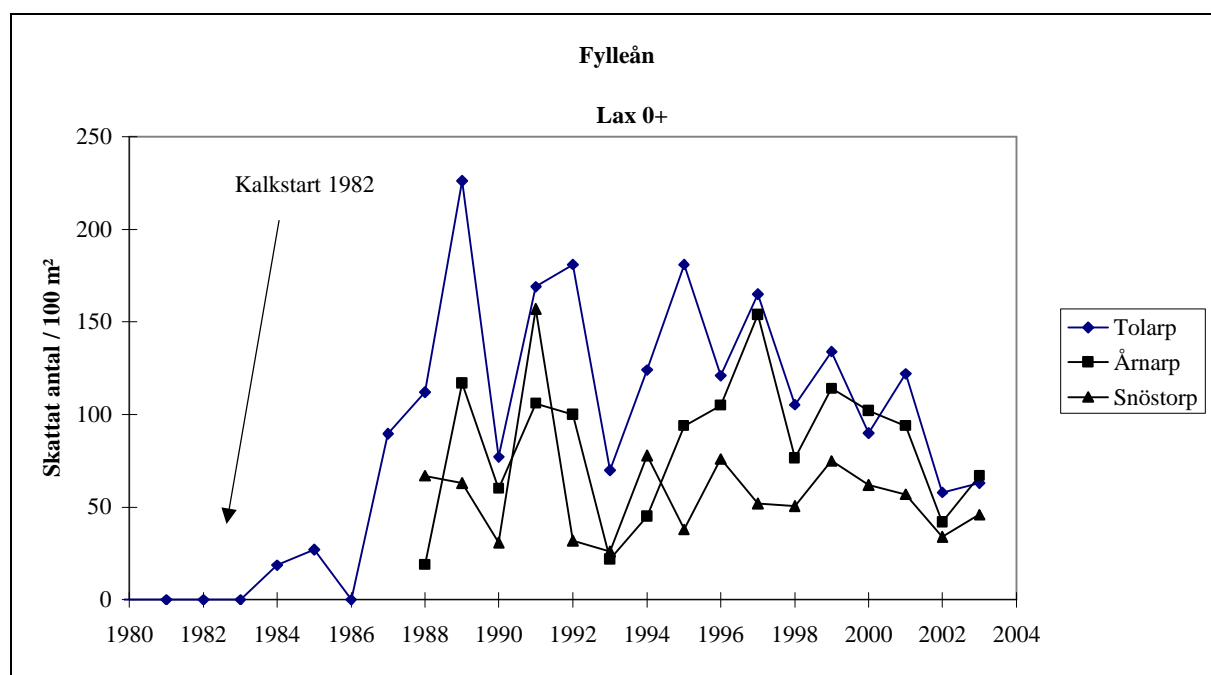 Fylleån
Lax 0+
250
200
150
100
50
0
Skattat antal / 100 m²
Kalkstart 1982
1980 1982 1984 1986 1988 1990 1992 1994 1996 1998 2000 2002 2004
Tolarp
Årnarp
Snöstorp